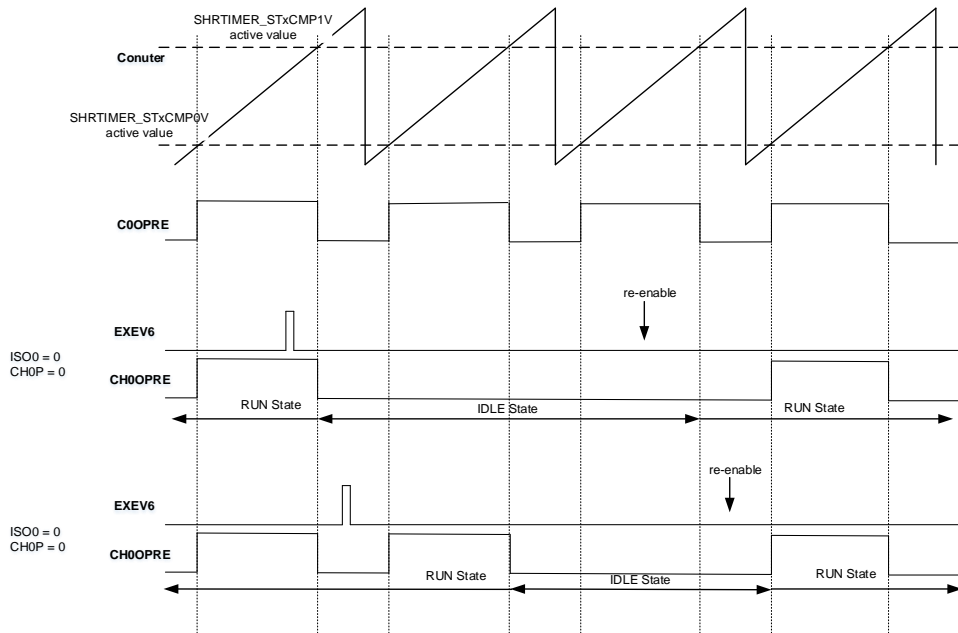 SHRTIMER_STxCMP1V
active value
Conuter
SHRTIMER_STxCMP0V
active value
C0OPRE
re-enable
EXEV6
ISO0 = 0
CH0P = 0
CH0OPRE
RUN State
IDLE State
RUN State
re-enable
EXEV6
ISO0 = 0
CH0P = 0
CH0OPRE
RUN State
IDLE State
RUN State